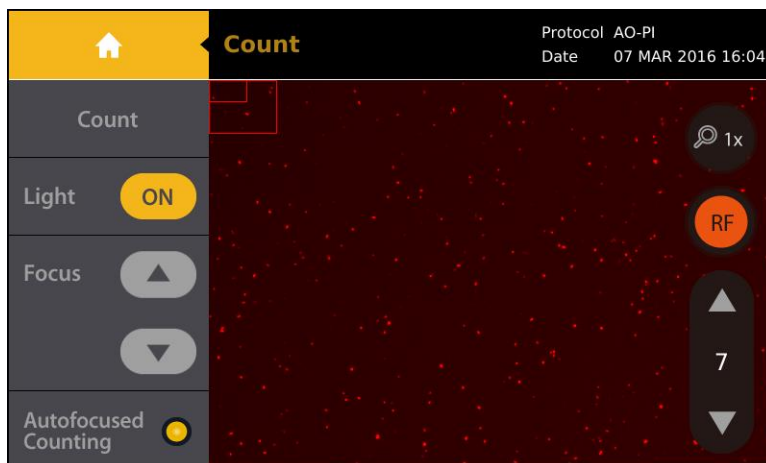 Count
Protocol AO-PI
Date 07 MAR 2016 16:04
Count
1x
Light ON
RF
Focus
7
Autofocused
Counting